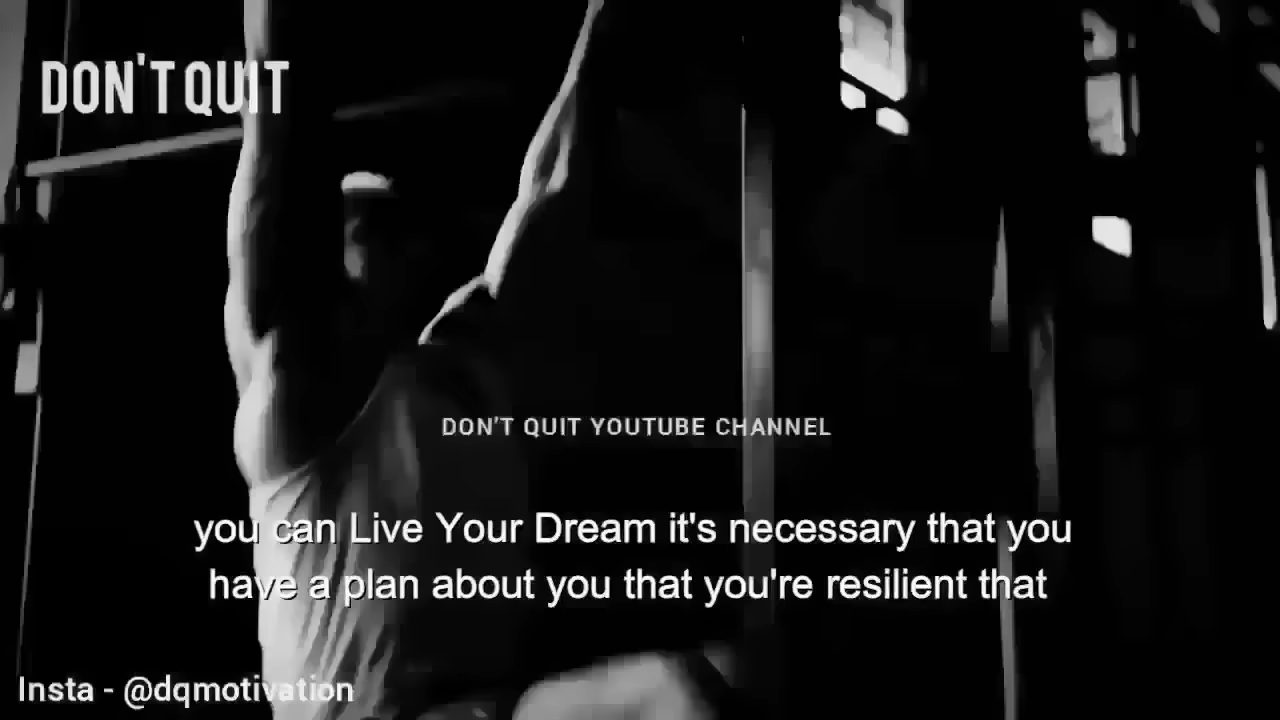 DON'T QUIT
DON'T QUIT YOUTUBE CHANNEL
you can Live Your Dream it's necessary that you
have a plan about you that you're resilient that
Insta - @dqmotivation